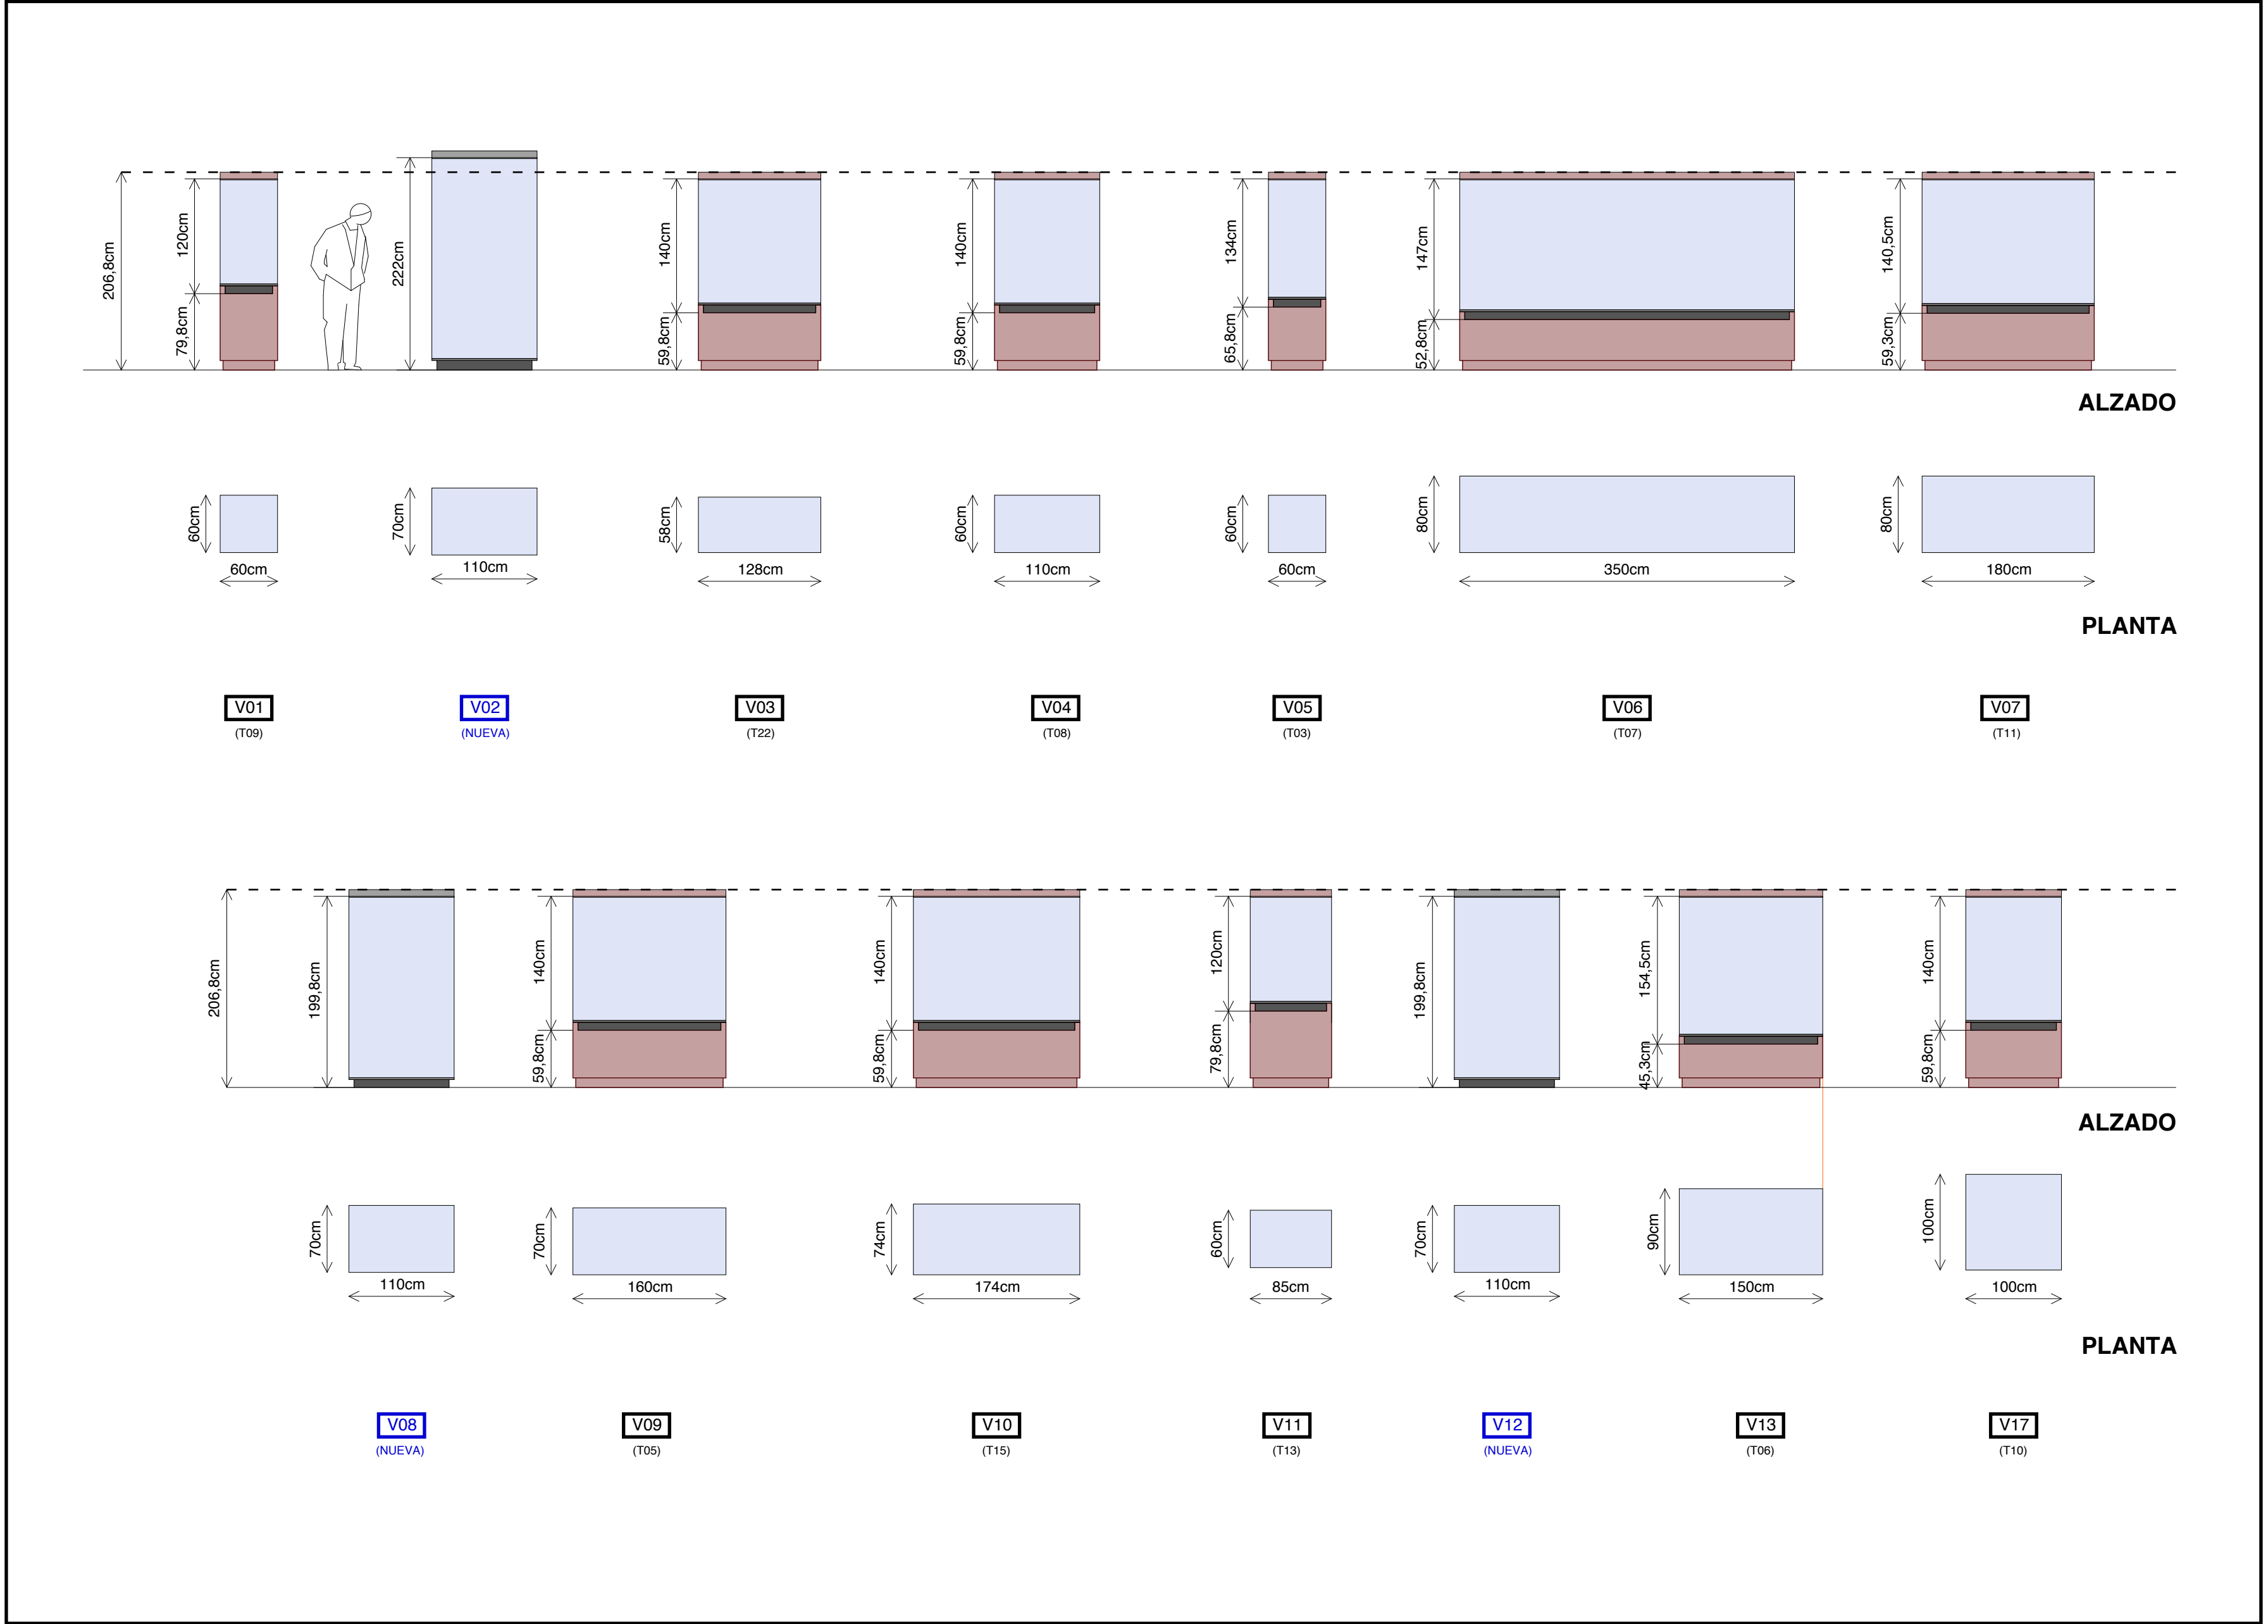 206,8cm
120cm
79,8cm
222cm
140cm
59,8cm
140cm
59,8cm
134cm
65,8cm
147cm
52,8cm
140,5cm
59,3cm
ALZADO
60cm
60cm
70cm
110cm
58cm
128cm
60cm
110cm
60cm
60cm
80cm
350cm
80cm
180cm
PLANTA
V01
(T09)
V02
(NUEVA)
V03
(T22)
V04
(T08)
V05
(T03)
V06
(T07)
V07
(T11)
206,8cm
199,8cm
140cm
59,8cm
140cm
59,8cm
120cm
79,8cm
199,8cm
154,5cm
45,3cm
140cm
59,8cm
ALZADO
70cm
110cm
70cm
160cm
74cm
174cm
60cm
85cm
70cm
110cm
90cm
150cm
100cm
100cm
PLANTA
V08
(NUEVA)
V09
(T05)
V10
(T15)
V11
(T13)
V12
(NUEVA)
V13
(T06)
V17
(T10)